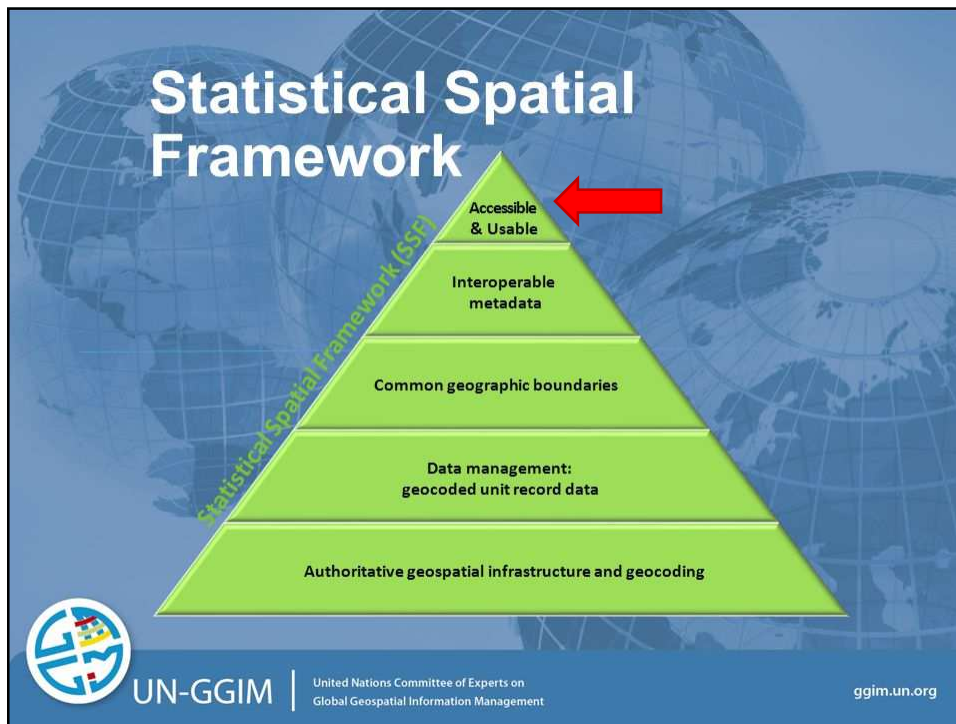 Statistical Spatial
Framework
Statistical Spatial Framework (SSF)
Accessible
& Usable
Interoperable
metadata
Common geographic boundaries
Data management:
geocoded unit record data
Authoritative geospatial infrastructure and geocoding
UN-GGIM
United Nations Committee of Experts on
Global Geospatial Information Management
ggim.un.org